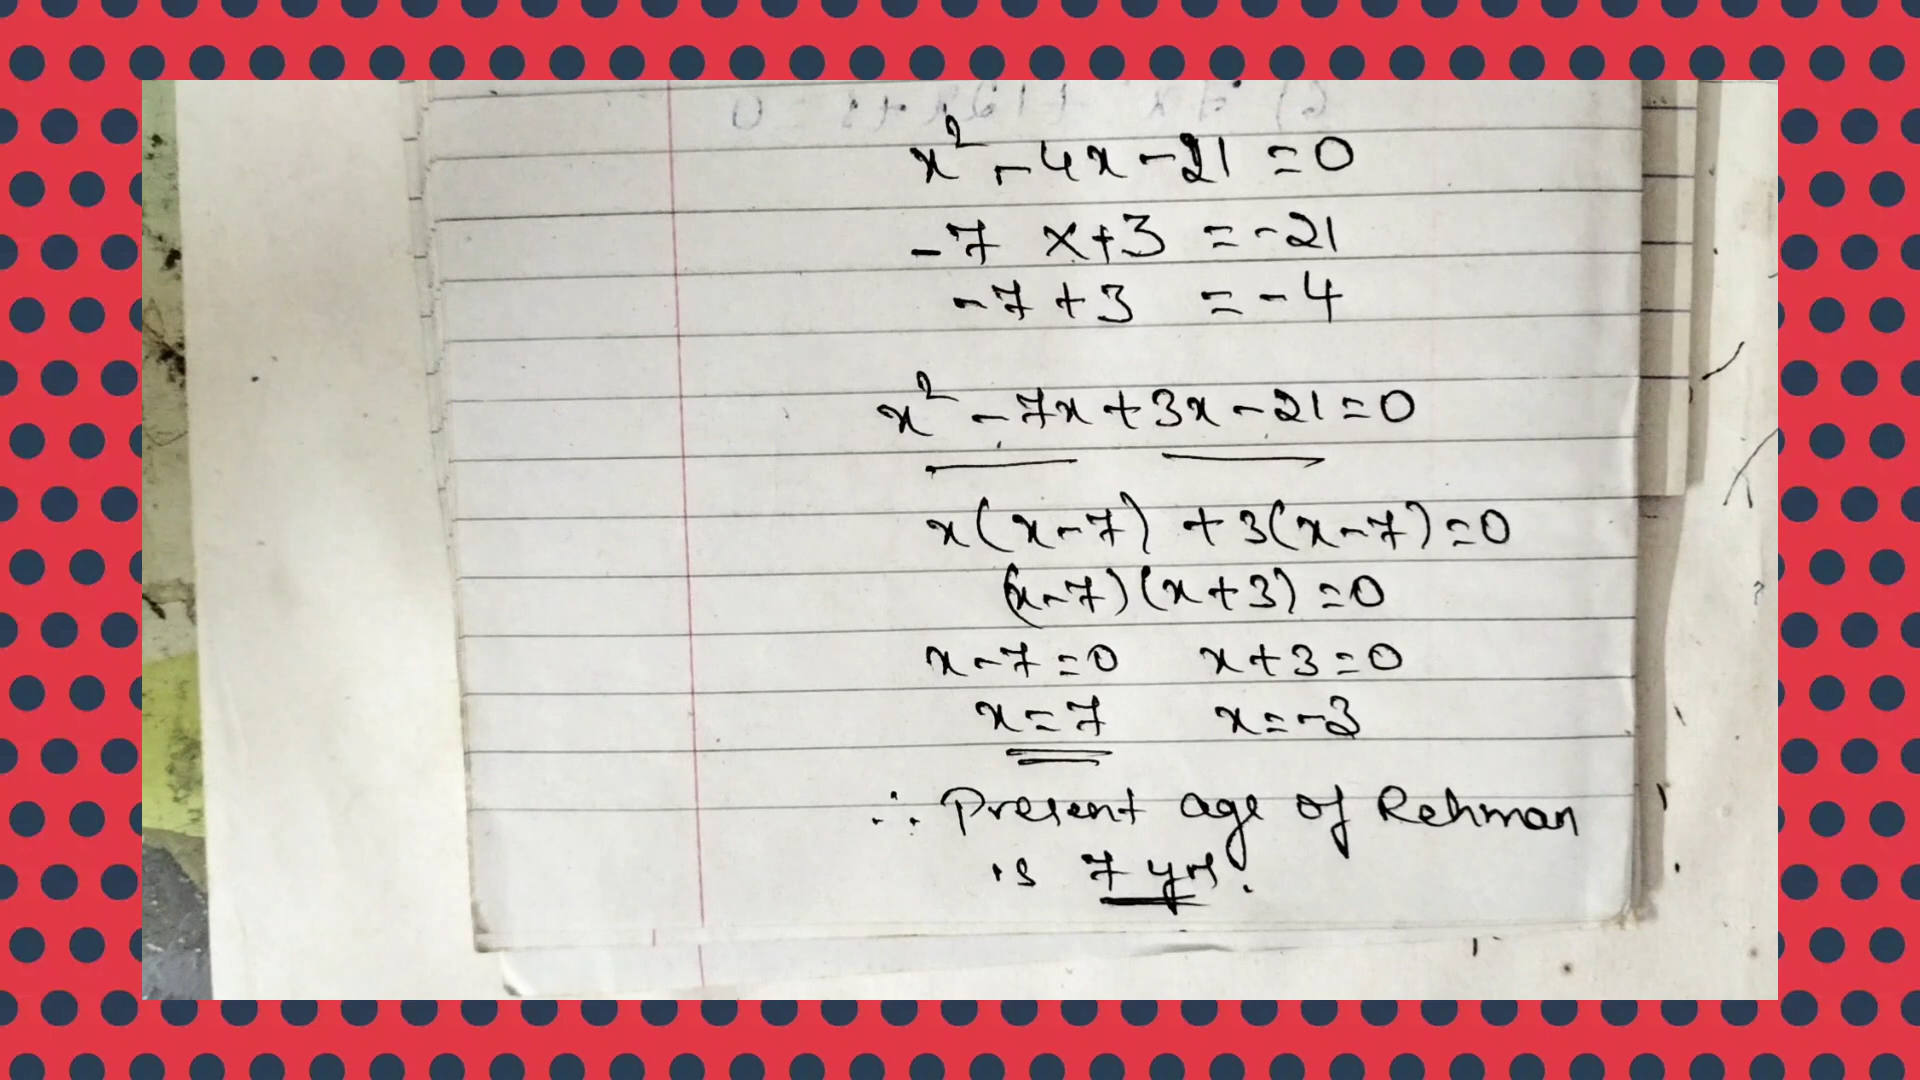 x² - 4x - 21 = 0
-7 x + 3 = -21
-7 + 3 = -4
x² - 7x + 3x - 21 = 0
x(x-7) + 3(x-7) = 0
(x-7)(x+3) = 0
x-7=0 x+3=0
x=7 x=-3
∴ Present age of Rehman
is 7 yrs.